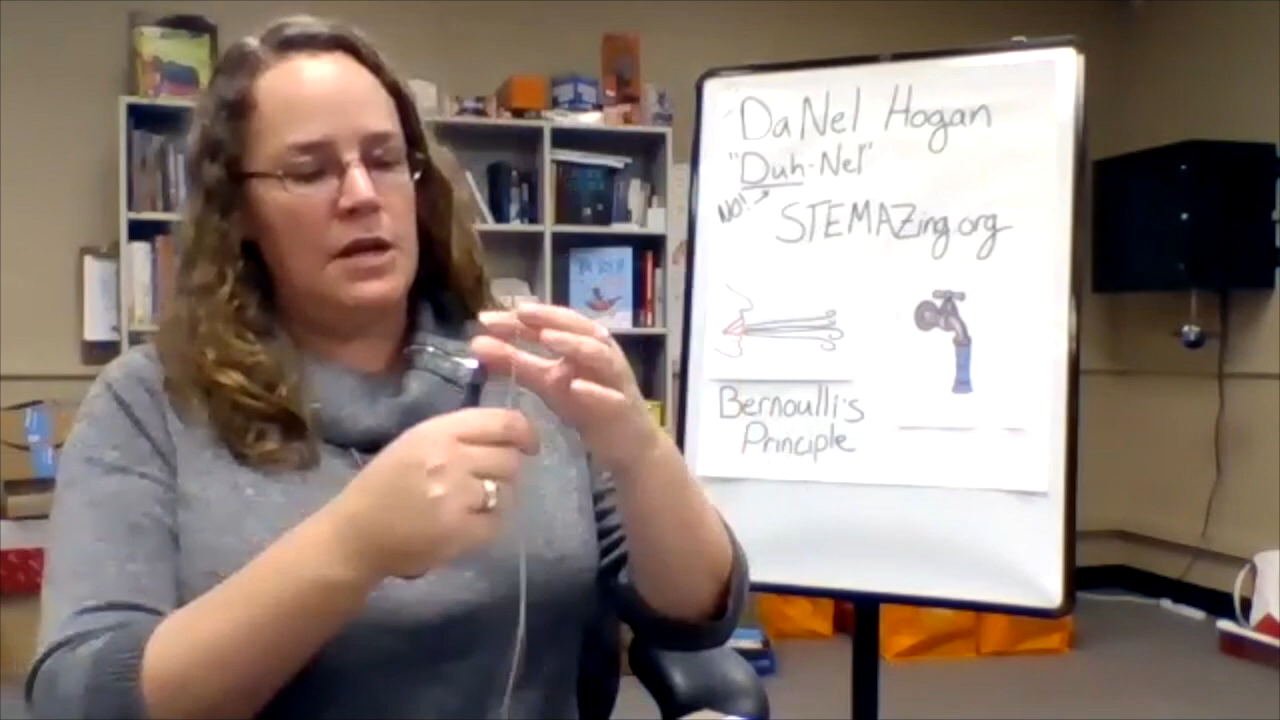 DaNel Hogan
"Duh-Nel"
NO!
STEMAZing.org
Bernoulli's
Principle